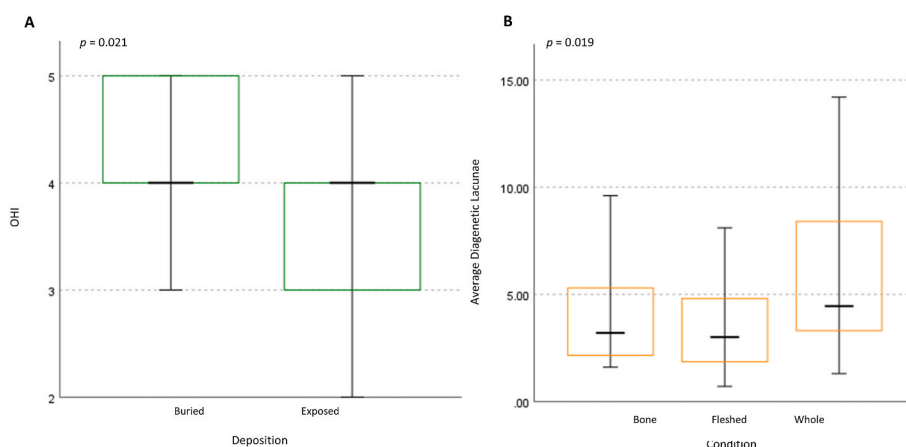 A
p = 0.021
5
4
3
2
OHI
Buried Exposed
Deposition
B
p = 0.019
15.00
10.00
5.00
.00
Average Diagenetic Lacunae
Bone Fleshed Whole
Condition